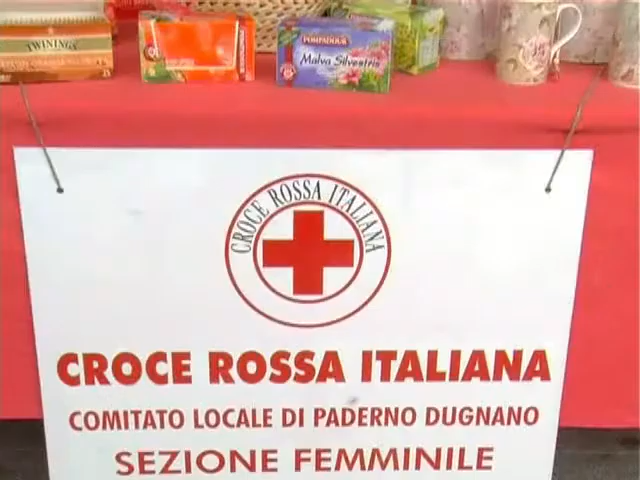 TWININGS
POMPADOUR
Malva Silvestris
CROCE ROSSA ITALIANA
CROCE ROSSA ITALIANA
COMITATO LOCALE DI PADERNO DUGNANO
SEZIONE FEMMINILE